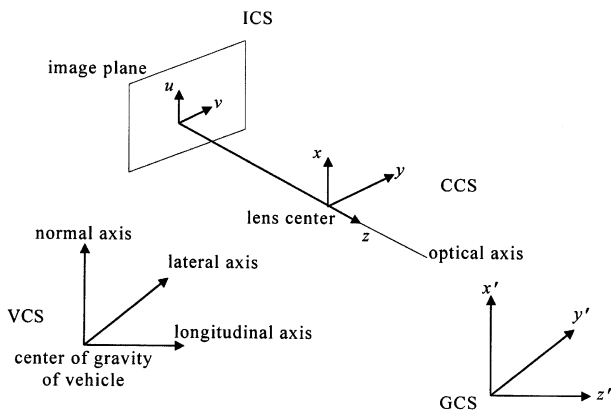 ICS
image plane
u
v
x
y
CCS
lens center
z
optical axis
normal axis
lateral axis
VCS
longitudinal axis
center of gravity
of vehicle
x′
y′
z′
GCS